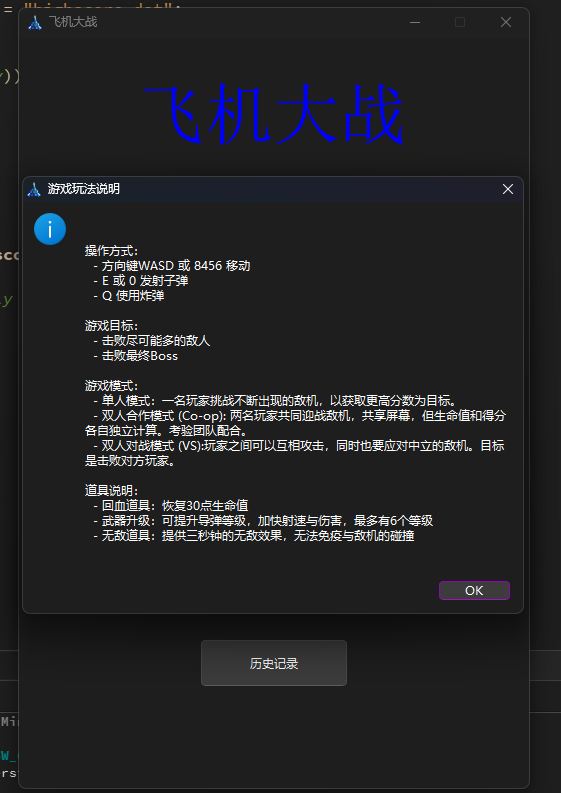 = "highscore.dat";
飞机大战
))
飞机大战
游戏玩法说明
操作方式：
- 方向键WASD 或 8456 移动
- E 或 0 发射子弹
- Q 使用炸弹
游戏目标：
- 击败尽可能多的敌人
- 击败最终Boss
游戏模式：
- 单人模式：一名玩家挑战不断出现的敌机，以获取更高分数为目标。
- 双人合作模式 (Co-op): 两名玩家共同迎战敌机，共享屏幕，但生命值和得分
各自独立计算。考验团队配合。
- 双人对战模式 (VS):玩家之间可以互相攻击，同时也要应对中立的敌机。目标
是击败对方玩家。
道具说明：
- 回血道具：恢复30点生命值
- 武器升级：可提升导弹等级，加快射速与伤害，最多有6个等级
- 无敌道具：提供三秒钟的无敌效果，无法免疫与敌机的碰撞
OK
历史记录